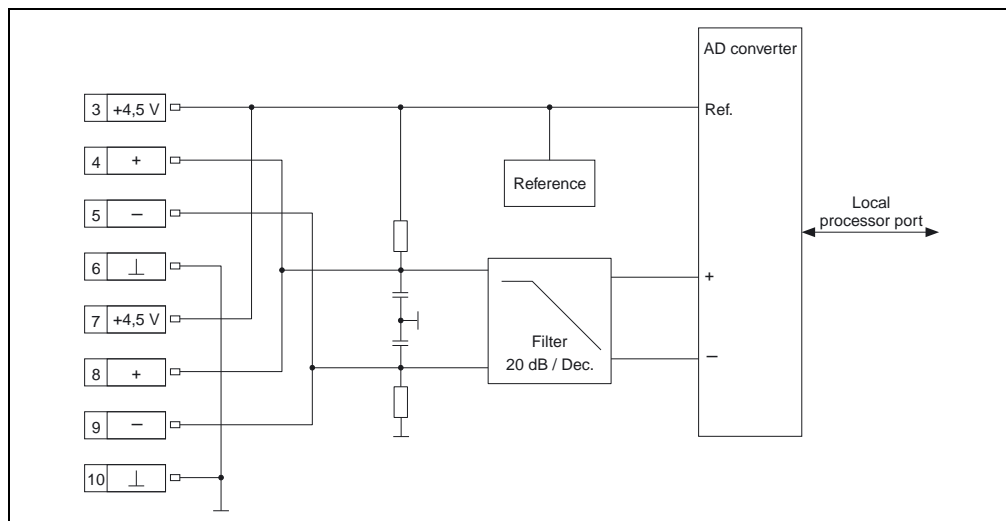 AD converter
3 +4,5 V
Ref.
4 +
Reference
5 −
Local
processor port
6 ⊥
+
7 +4,5 V
Filter
20 dB / Dec.
−
8 +
9 −
10 ⊥